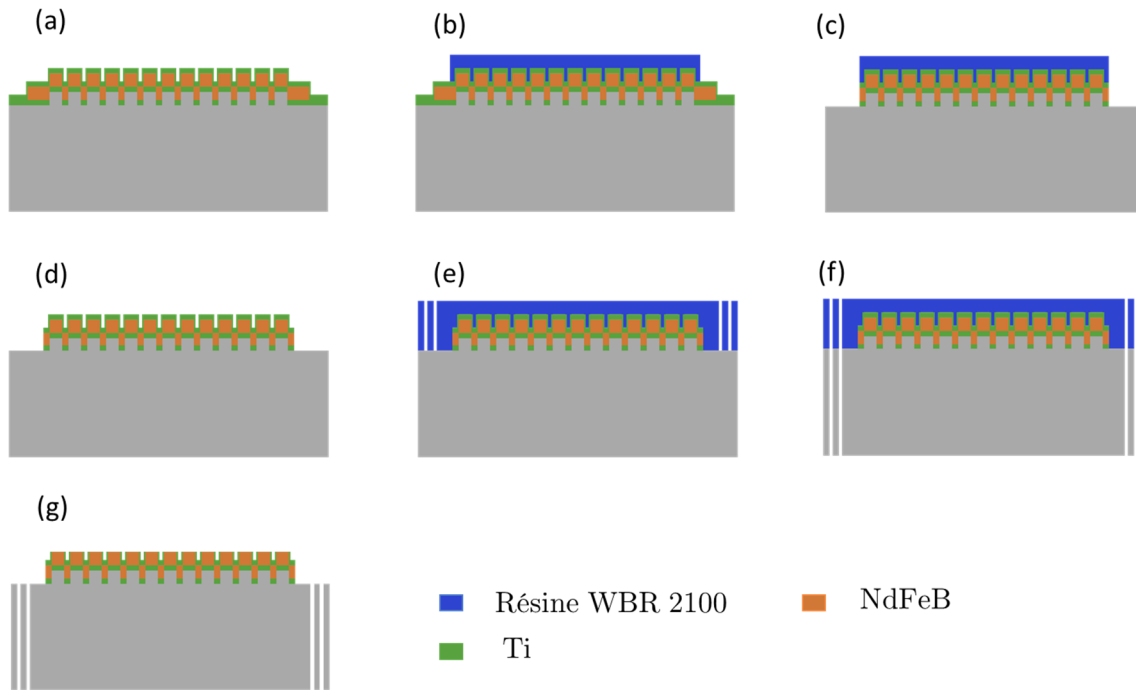 (a)
(b)
(c)
(d)
(e)
(f)
(g)
Résine WBR 2100
NdFeB
Ti